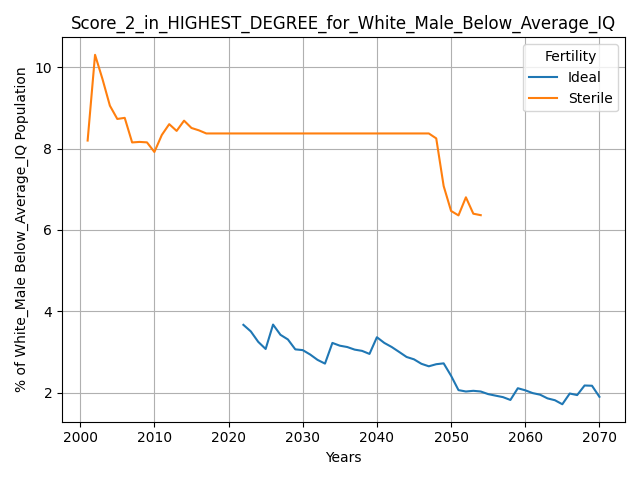 Score_2_in_HIGHEST_DEGREE_for_White_Male_Below_Average_IQ
Fertility
Ideal
Sterile
% of White_Male Below_Average_IQ Population
10
8
6
4
2
2000 2010 2020 2030 2040 2050 2060 2070
Years